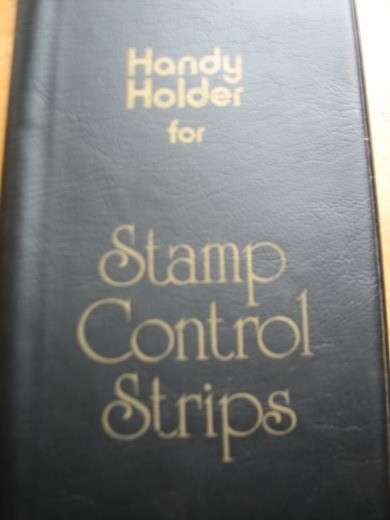 Handy
Holder
for
Stamp
Control
Strips